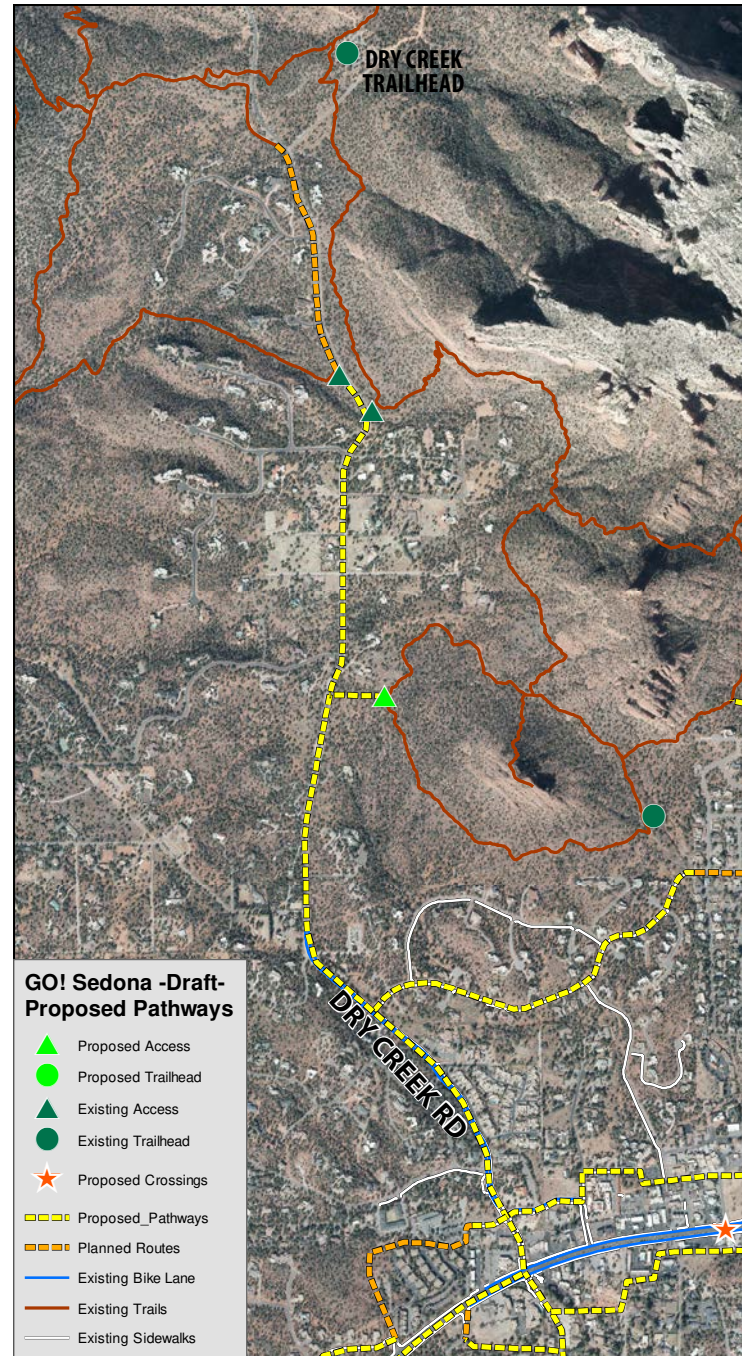 DRY CREEK
TRAILHEAD
DRY CREEK RD
GO! Sedona -Draft-
Proposed Pathways
Proposed Access
Proposed Trailhead
Existing Access
Existing Trailhead
Proposed Crossings
Proposed_Pathways
Planned Routes
Existing Bike Lane
Existing Trails
Existing Sidewalks